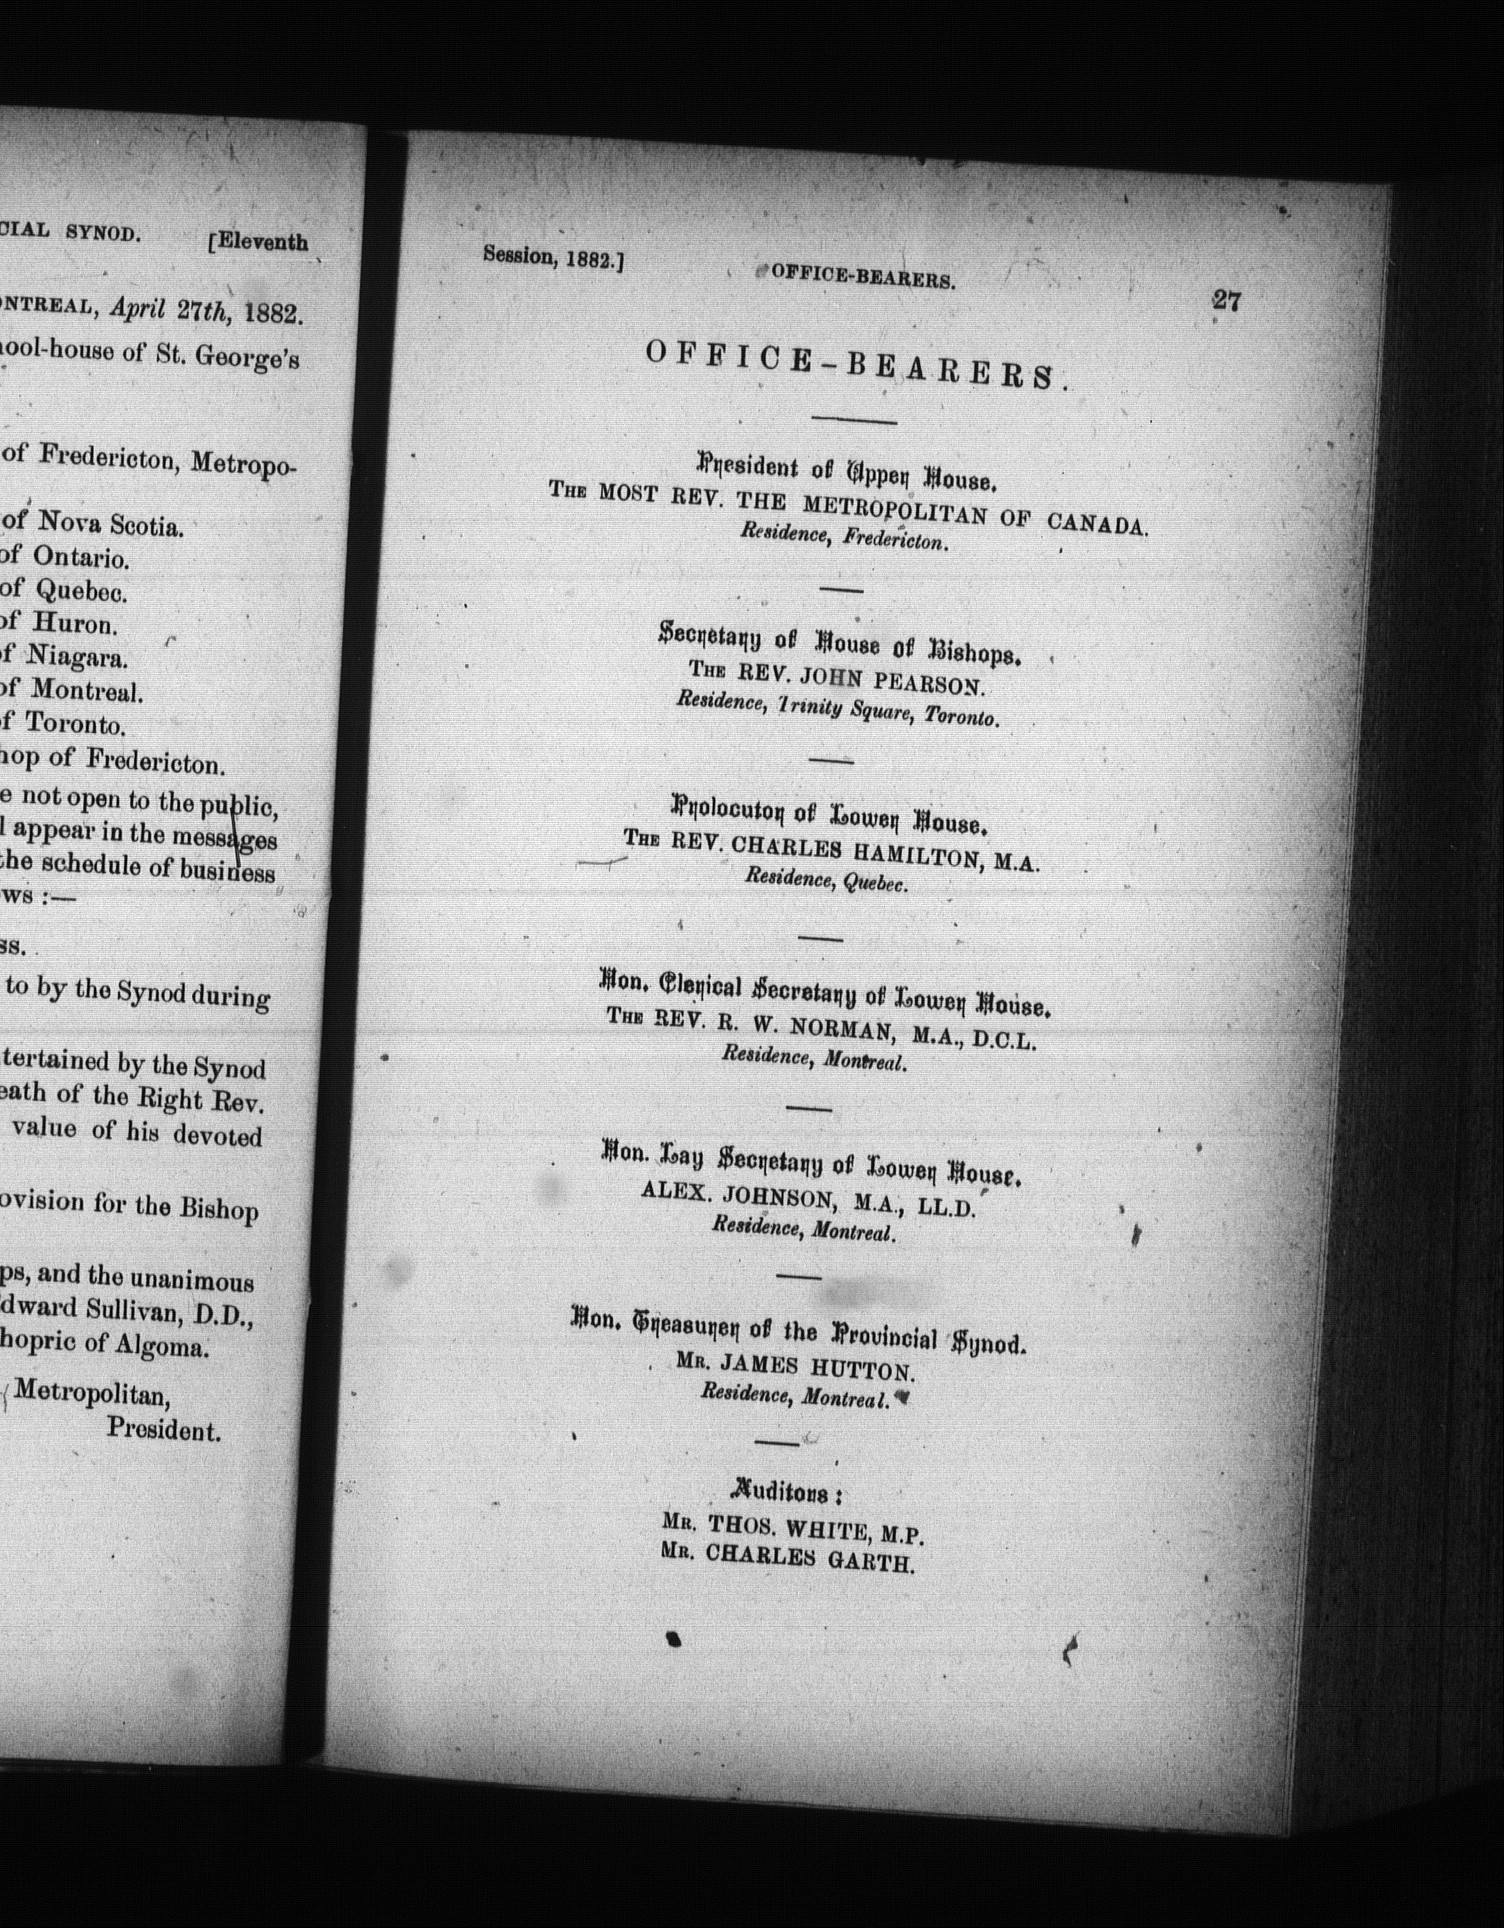 CIAL SYNOD. [Eleventh
ONTREAL, April 27th, 1882.
ool-house of St. George's
of Fredericton, Metropo-
of Nova Scotia.
of Ontario.
of Quebec.
of Huron.
of Niagara.
of Montreal.
of Toronto.
hop of Fredericton.
e not open to the public,
l appear in the messages
the schedule of business
ws :—
ss.
to by the Synod during
tertained by the Synod
eath of the Right Rev.
value of his devoted
ovision for the Bishop
ps, and the unanimous
dward Sullivan, D.D.,
hopric of Algoma.
Metropolitan,
President.
Session, 1882.] OFFICE-BEARERS. 27
OFFICE-BEARERS.
President of Upper House.
THE MOST REV. THE METROPOLITAN OF CANADA.
Residence, Fredericton.
Secretary of House of Bishops.
THE REV. JOHN PEARSON.
Residence, Trinity Square, Toronto.
Prolocutor of Lower House.
THE REV. CHARLES HAMILTON, M.A.
Residence, Quebec.
Hon. Clerical Secretary of Lower House.
THE REV. R. W. NORMAN, M.A., D.C.L.
Residence, Montreal.
Hon. Lay Secretary of Lower House.
ALEX. JOHNSON, M.A., LL.D.
Residence, Montreal.
Hon. Treasurer of the Provincial Synod.
MR. JAMES HUTTON.
Residence, Montreal.
Auditors :
MR. THOS. WHITE, M.P.
MR. CHARLES GARTH.